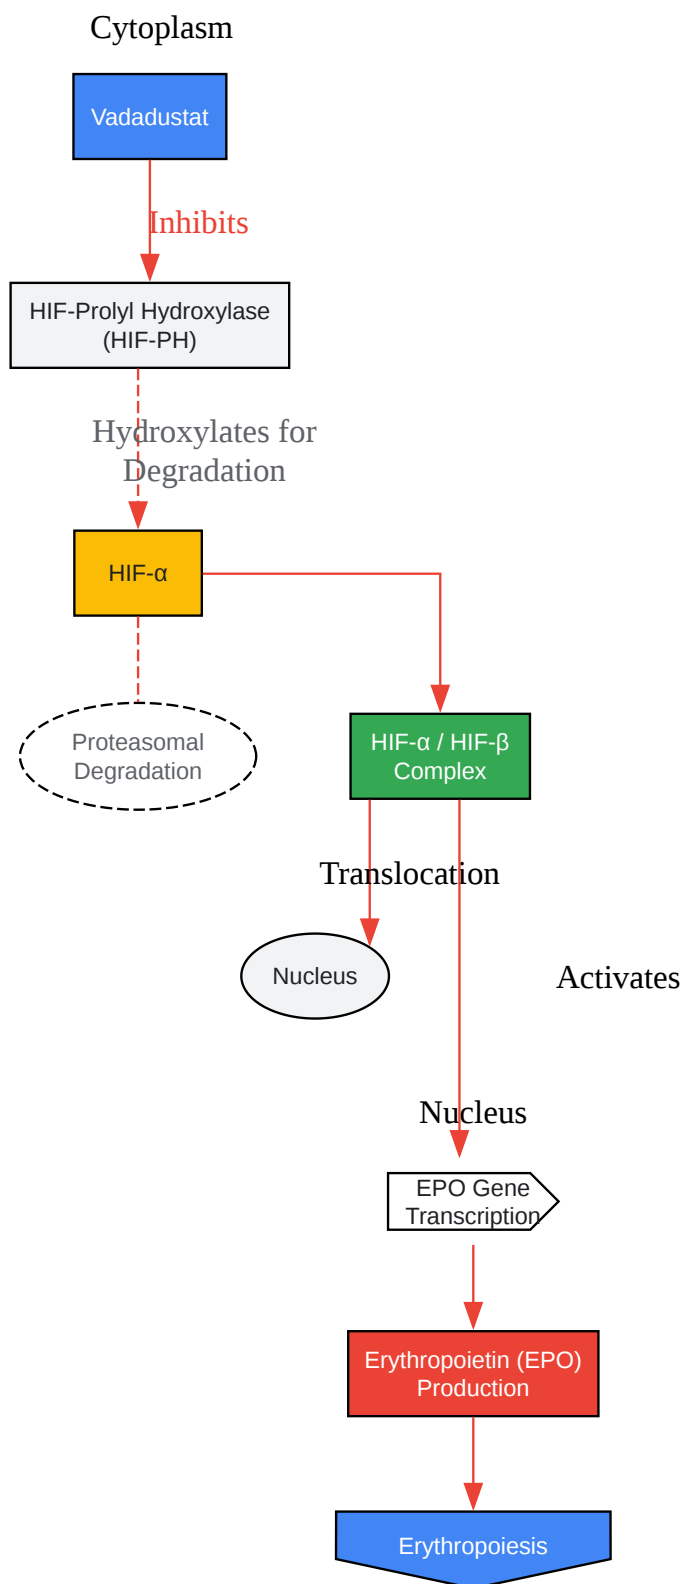 Cytoplasm
Vadadustat
Inhibits
HIF-Prolyl Hydroxylase
(HIF-PH)
Hydroxylates for
Degradation
HIF-α
Proteasomal
Degradation
HIF-α / HIF-β
Complex
Translocation
Nucleus
Activates
Nucleus
EPO Gene
Transcription
Erythropoietin (EPO)
Production
Erythropoiesis